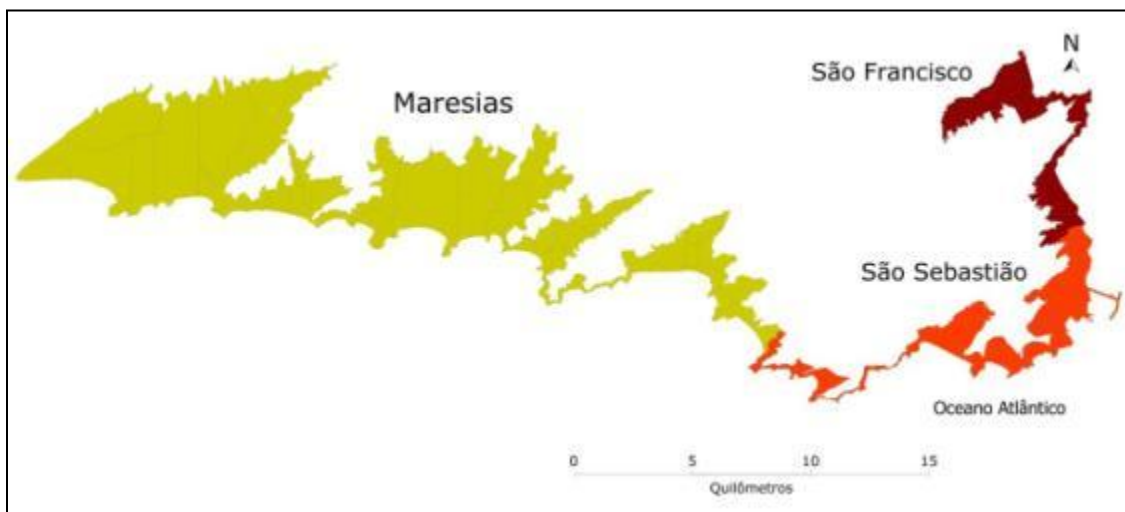 N
São Francisco
Maresias
São Sebastião
Oceano Atlântico
0 5 10 15
Quilômetros